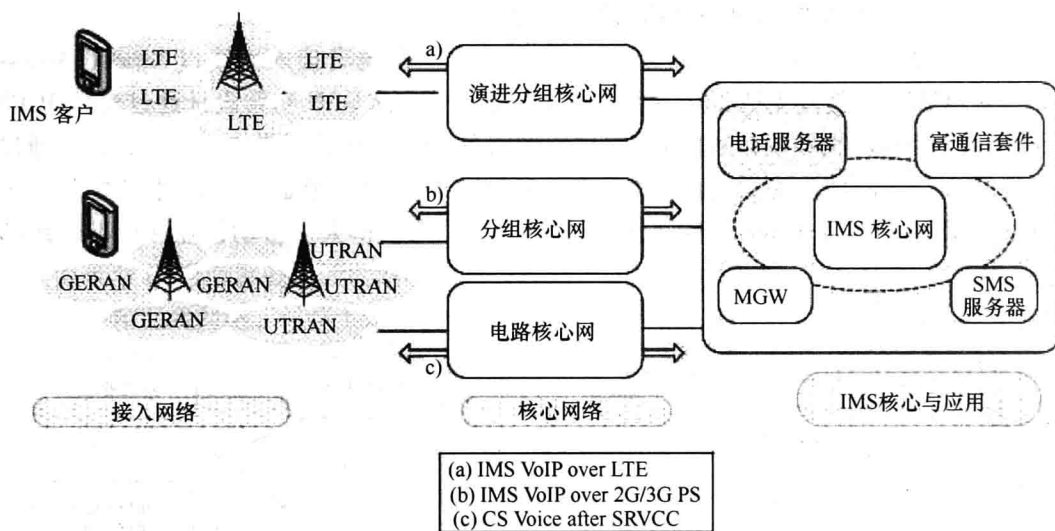 a)
LTE
LTE
演进分组核心网
LTE
LTE
IMS 客户
LTE
电话服务器
富通信套件
b)
分组核心网
IMS 核心网
UTRAN
GERAN
GERAN
UTRAN
MGW
SMS
服务器
GERAN
UTRAN
电路核心网
c)
接入网络
核心网络
IMS核心与应用
(a) IMS VoIP over LTE
(b) IMS VoIP over 2G/3G PS
(c) CS Voice after SRVCC